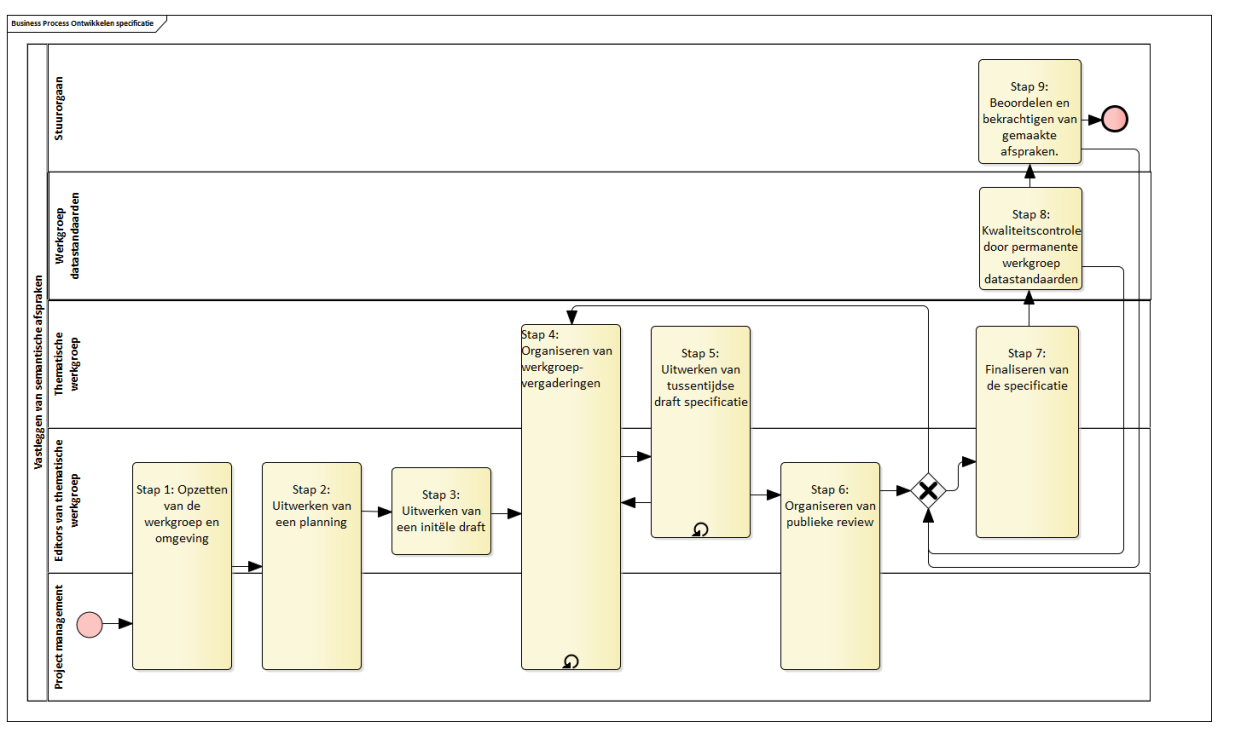 Business Process Ontwikkelen specificatie
Vastleggen van semantische afspraken
Stuurorgaan
Werkgroep
datastandaarden
Thematische
werkgroep
Editors van thematische
werkgroep
Project management
Stap 1: Opzetten
van de
werkgroep en
omgeving
Stap 2:
Uitwerken van
een planning
Stap 3:
Uitwerken van
een initële draft
Stap 4:
Organiseren van
werkgroep-
vergaderingen
Stap 5:
Uitwerken van
tussentijdse
draft specificatie
Stap 6:
Organiseren van
publieke review
Stap 7:
Finaliseren van
de specificatie
Stap 8:
Kwaliteitscontrole
door permanente
werkgroep
datastandaarden
Stap 9:
Beoordelen en
bekrachtigen van
gemaakte
afspraken.